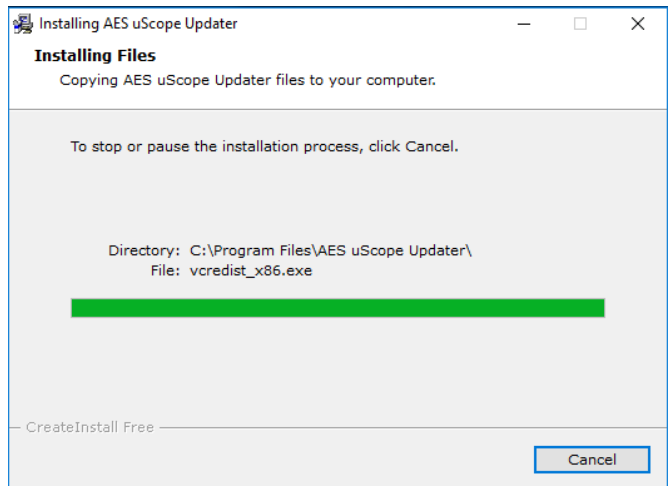 Installing AES uScope Updater
Installing Files
Copying AES uScope Updater files to your computer.
To stop or pause the installation process, click Cancel.
Directory: C:\Program Files\AES uScope Updater\
File: vcredist_x86.exe
CreateInstall Free
Cancel